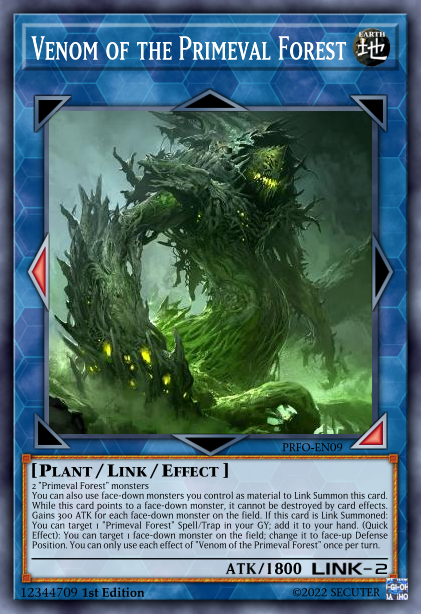 VENOM OF THE PRIMEVAL FOREST
EARTH
地
PRFO-EN09
[PLANT / LINK / EFFECT]
2 "Primeval Forest" monsters
You can also use face-down monsters you control as material to Link Summon this card.
While this card points to a face-down monster, it cannot be destroyed by card effects.
Gains 300 ATK for each face-down monster on the field. If this card is Link Summoned:
You can target 1 "Primeval Forest" Spell/Trap in your GY; add it to your hand. (Quick
Effect): You can target 1 face-down monster on the field; change it to face-up Defense
Position. You can only use each effect of "Venom of the Primeval Forest" once per turn.
ATK/1800 LINK-2
12344709 1st Edition
©2022 SECUTER